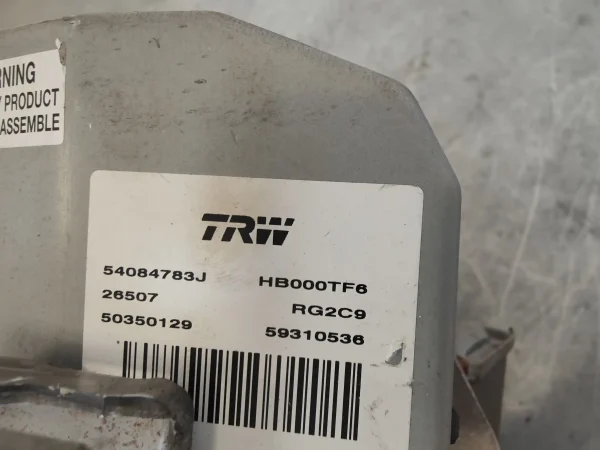 RNING
PRODUCT
ASSEMBLE
TRW
54084783J HB000TF6
26507 RG2C9
50350129 59310536